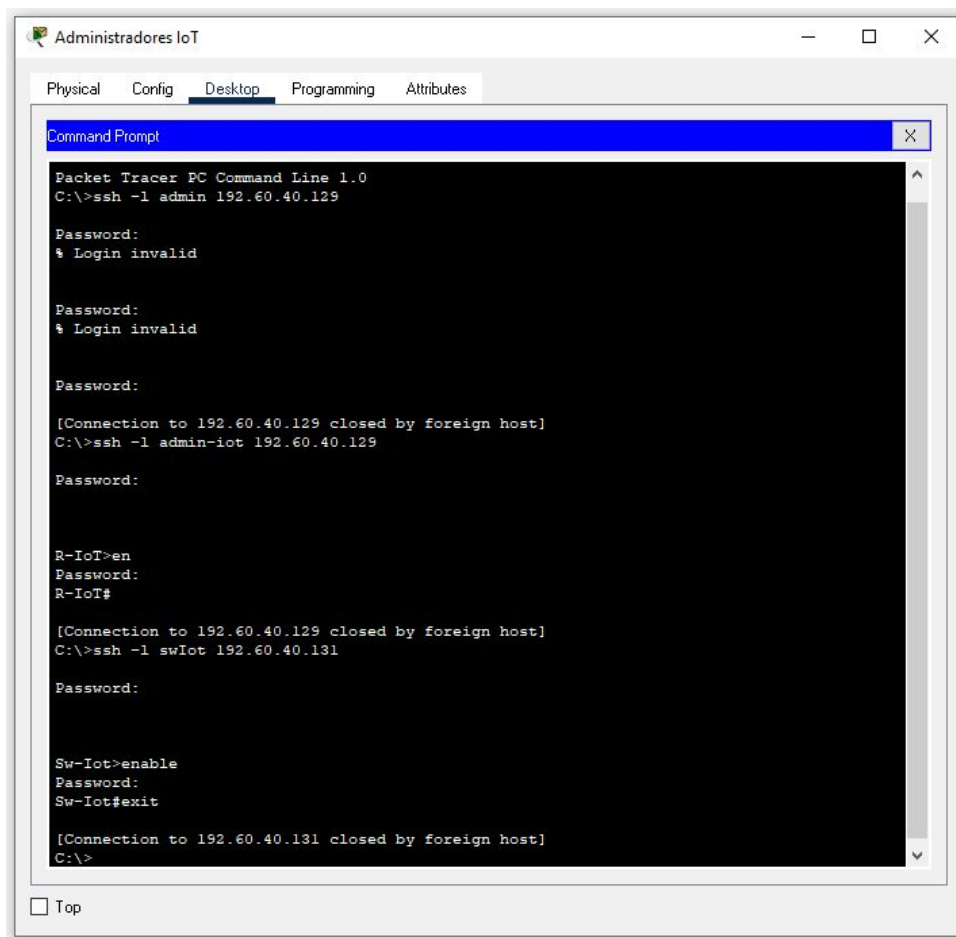 Administradores IoT
Physical Config Desktop Programming Attributes
Command Prompt
X
Packet Tracer PC Command Line 1.0
C:\>ssh -l admin 192.60.40.129
Password:
% Login invalid
Password:
% Login invalid
Password:
[Connection to 192.60.40.129 closed by foreign host]
C:\>ssh -l admin-iot 192.60.40.129
Password:
R-IoT>en
Password:
R-IoT#
[Connection to 192.60.40.129 closed by foreign host]
C:\>ssh -l swIot 192.60.40.131
Password:
Sw-Iot>enable
Password:
Sw-Iot#exit
[Connection to 192.60.40.131 closed by foreign host]
C:\>
Top